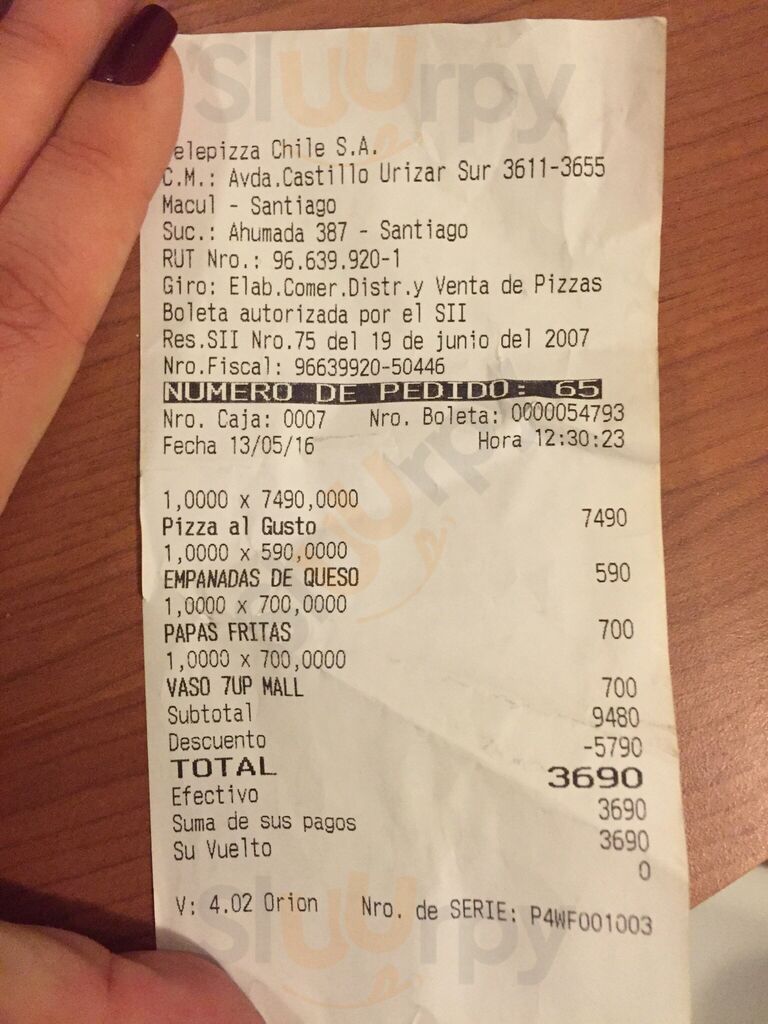 Sluurpy
elepizza Chile S.A.
C.M.: Avda.Castillo Urizar Sur 3611-3655
Macul - Santiago
Suc.: Ahumada 387 - Santiago
RUT Nro.: 96.639.920-1
Giro: Elab.Comer.Distr.y Venta de Pizzas
Boleta autorizada por el SII
Res.SII Nro.75 del 19 de junio del 2007
Nro.Fiscal: 96639920-50446
NUMERO DE PEDIDO: 65
Nro. Caja: 0007 Nro. Boleta: 0000054793
Fecha 13/05/16 Hora 12:30:23
Sluurpy
1,0000 x 7490,0000
Pizza al Gusto 7490
1,0000 x 590,0000
EMPANADAS DE QUESO 590
1,0000 x 700,0000
PAPAS FRITAS 700
1,0000 x 700,0000
VASO 7UP MALL 700
Subtotal 9480
Descuento -5790
TOTAL 3690
Efectivo 3690
Suma de sus pagos 3690
Su Vuelto 0
V: 4.02 Orion Nro. de SERIE: P4WF001003
Sluurpy